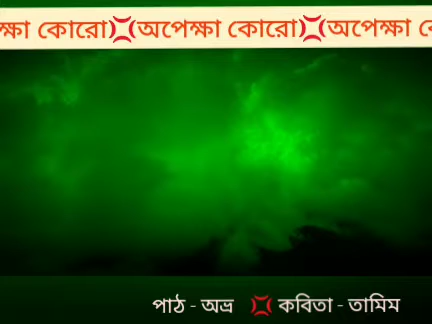 ক্ষা কোরো)💢(অপেক্ষা কোরো)💢(অপেক্ষা কে
পাঠ - অভ্র 💢 কবিতা - তামিম